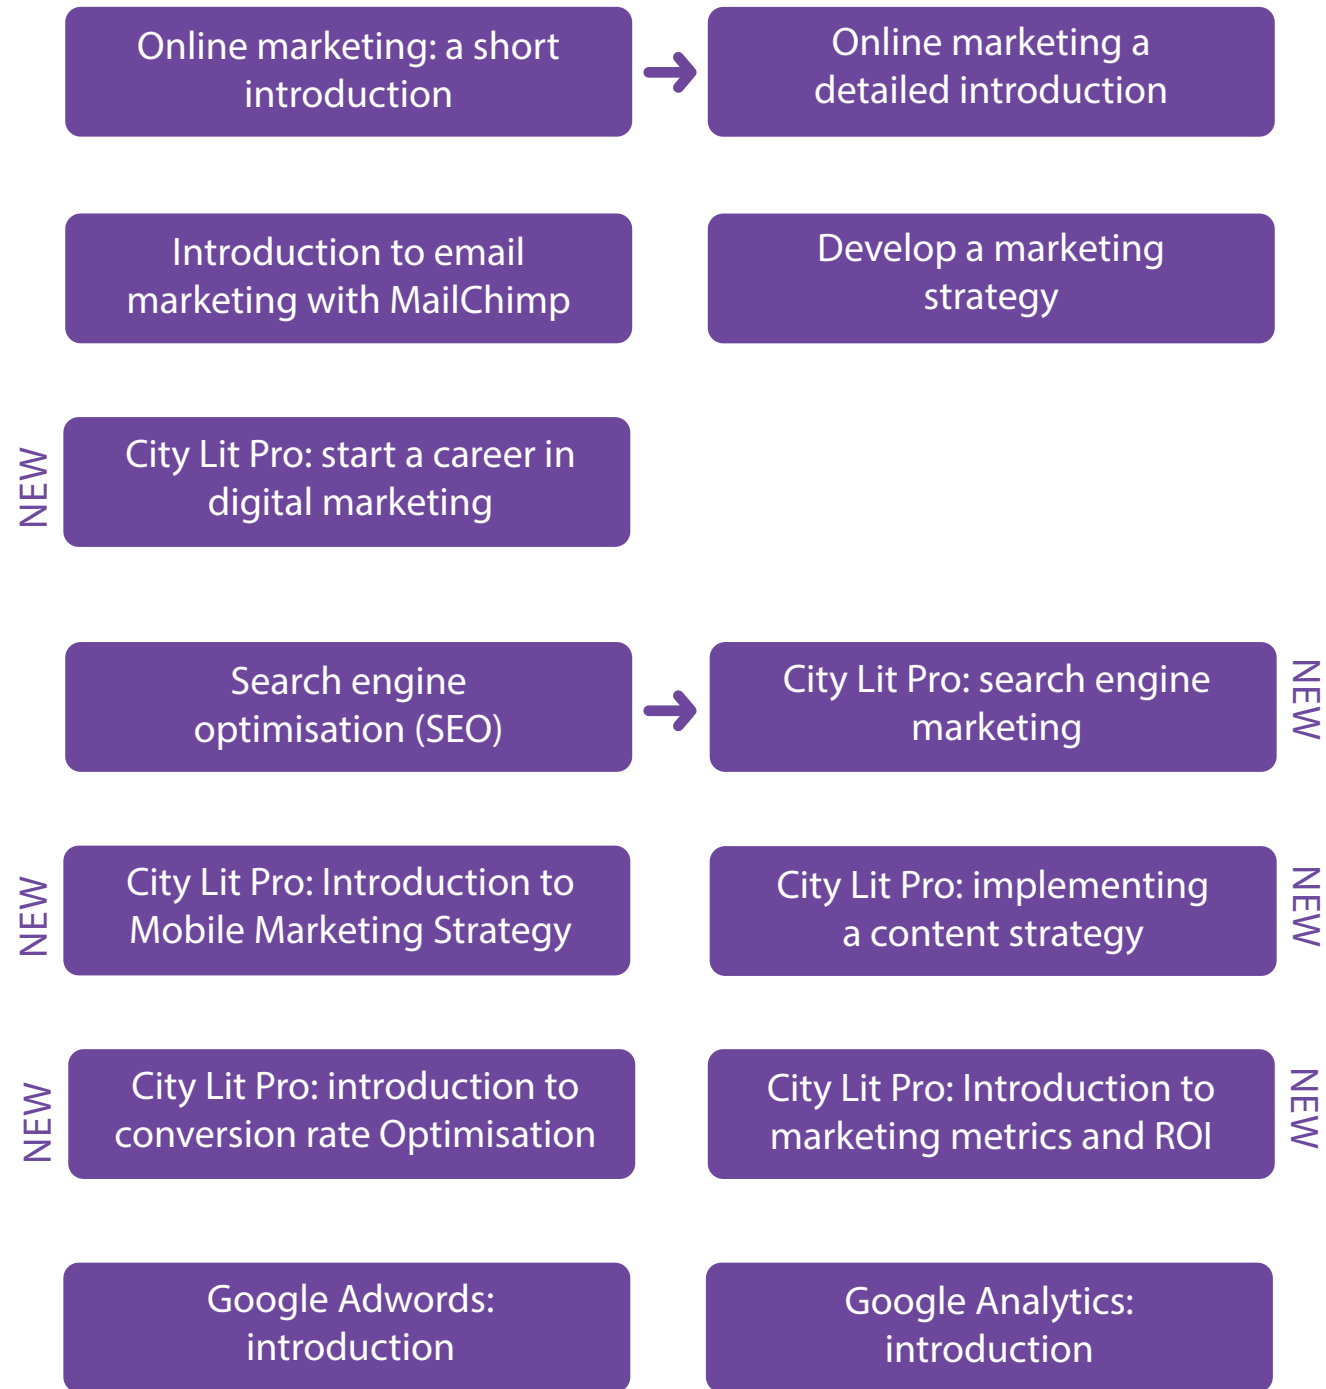 Online marketing: a short
introduction
Online marketing a
detailed introduction
Introduction to email
marketing with MailChimp
Develop a marketing
strategy
NEW
City Lit Pro: start a career in
digital marketing
Search engine
optimisation (SEO)
City Lit Pro: search engine
marketing
NEW
NEW
City Lit Pro: Introduction to
Mobile Marketing Strategy
City Lit Pro: implementing
a content strategy
NEW
NEW
City Lit Pro: introduction to
conversion rate Optimisation
City Lit Pro: Introduction to
marketing metrics and ROI
NEW
Google Adwords:
introduction
Google Analytics:
introduction